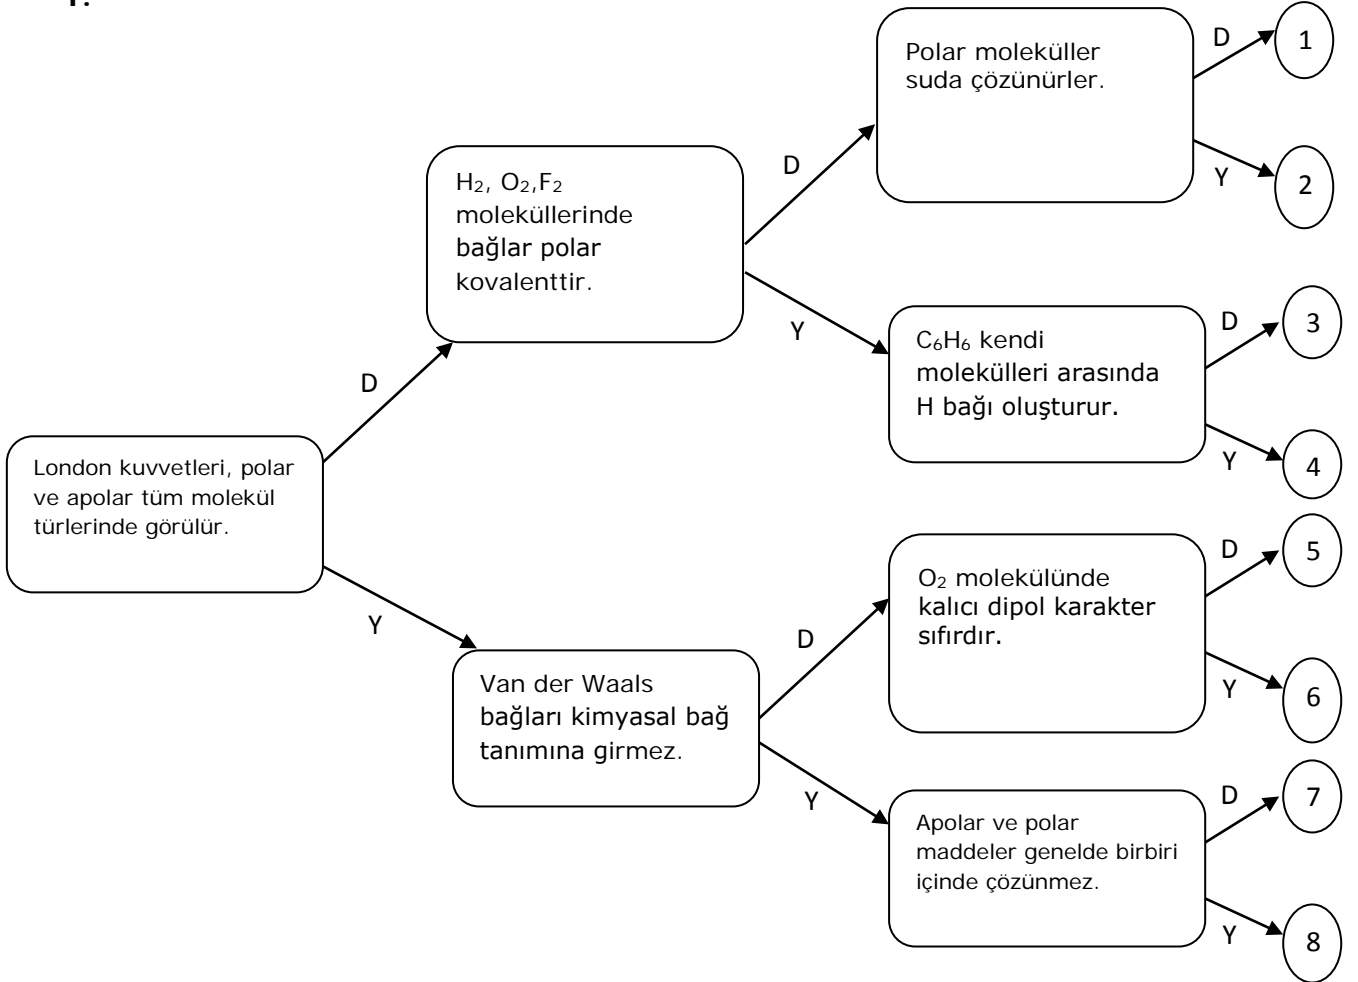 Polar moleküller
suda çözünürler.
D
1
Y
2
H₂, O₂,F₂
moleküllerinde
bağlar polar
kovalenttir.
D
Y
C₆H₆ kendi
molekülleri arasında
H bağı oluşturur.
D
3
Y
4
D
London kuvvetleri, polar
ve apolar tüm molekül
türlerinde görülür.
Y
O₂ molekülünde
kalıcı dipol karakter
sıfırdır.
D
5
Y
6
Van der Waals
bağları kimyasal bağ
tanımına girmez.
D
Y
Apolar ve polar
maddeler genelde birbiri
içinde çözünmez.
D
7
Y
8